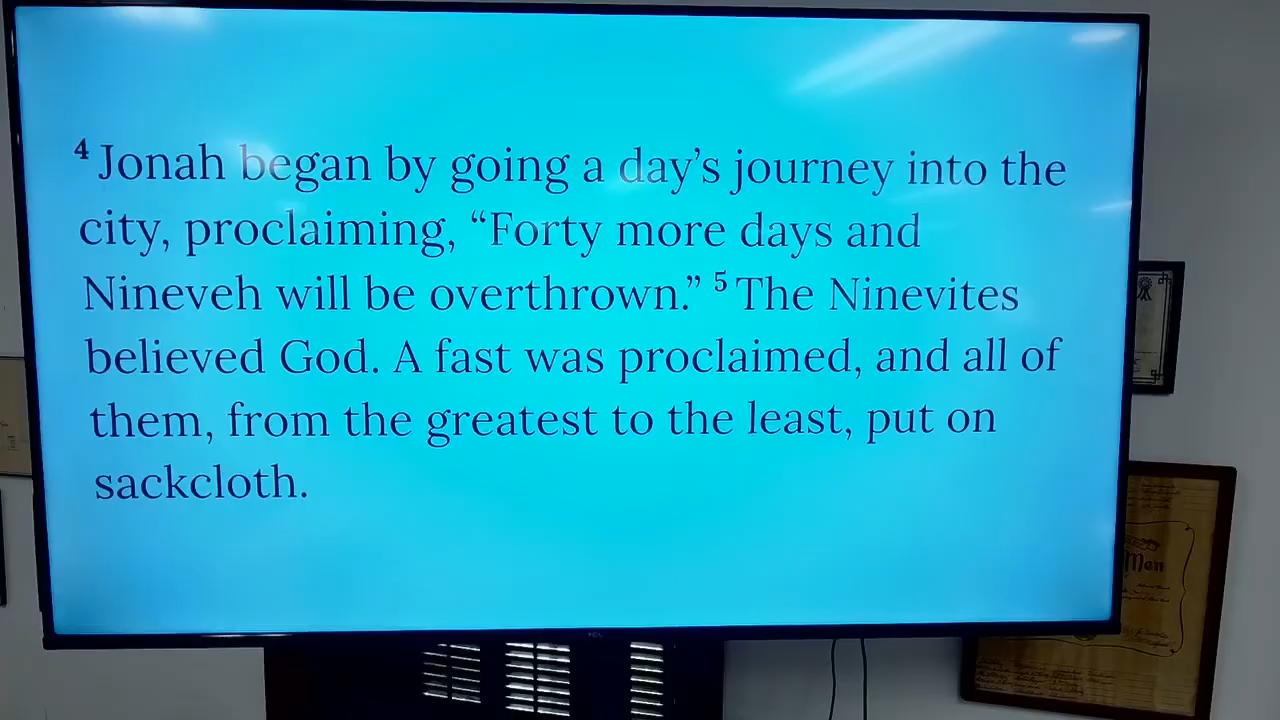 ⁴ Jonah began by going a day’s journey into the
city, proclaiming, “Forty more days and
Nineveh will be overthrown.” ⁵ The Ninevites
believed God. A fast was proclaimed, and all of
them, from the greatest to the least, put on
sackcloth.
TCL
Men